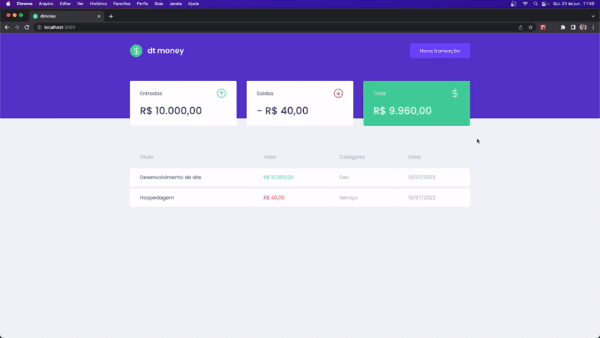 Chrome Arquivo Editar Ver Histórico Favoritos Perfis Guia Janela Ajuda
Qui. 23 de jun. 11:58
dtmoney
localhost:3000
dt money
Nova transação
Entradas
R$ 10.000,00
Saídas
- R$ 40,00
Total
R$ 9.960,00
Título Valor Categoria Data
Desenvolvimento de site R$ 10.000,00 Dev 10/07/2022
Hospedagem R$ 40,00 Serviço 10/07/2022